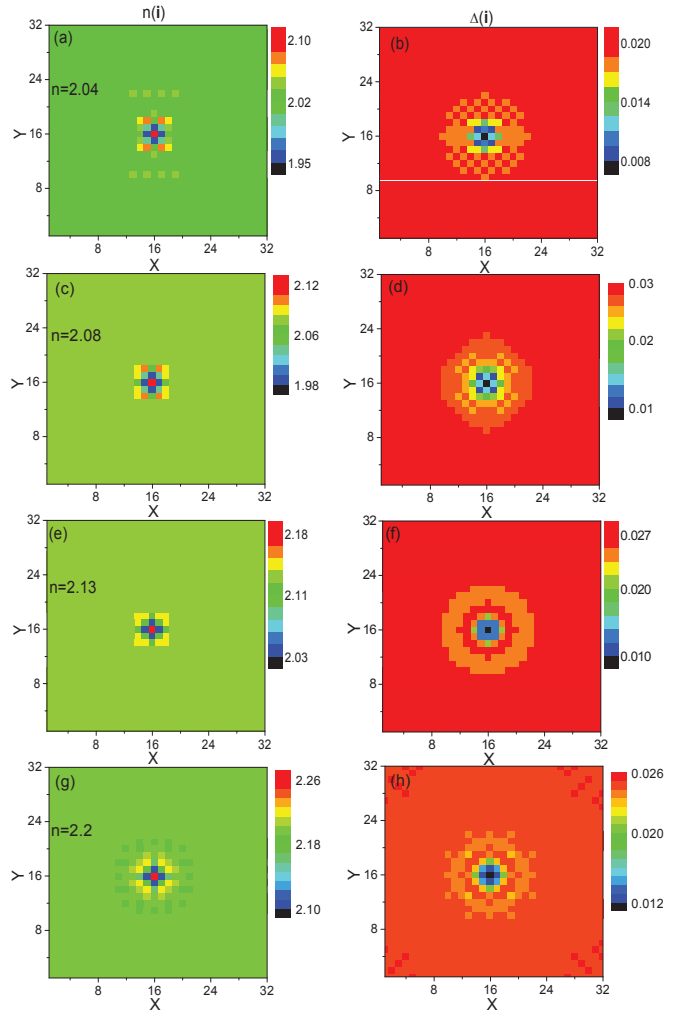 n(i) Δ(i)
(a) (b)
n=2.04
2.10
2.02
1.95
0.020
0.014
0.008
32
24
16
8
Y
8 16 24 32
X
32
24
16
8
Y
8 16 24 32
X
(c) (d)
n=2.08
2.12
2.06
1.98
0.03
0.02
0.01
32
24
16
8
Y
8 16 24 32
X
32
24
16
8
Y
8 16 24 32
X
(e) (f)
n=2.13
2.18
2.11
2.03
0.027
0.020
0.010
32
24
16
8
Y
8 16 24 32
X
32
24
16
8
Y
8 16 24 32
X
(g) (h)
n=2.2
2.26
2.18
2.10
0.026
0.020
0.012
32
24
16
8
Y
8 16 24 32
X
32
24
16
8
Y
8 16 24 32
X